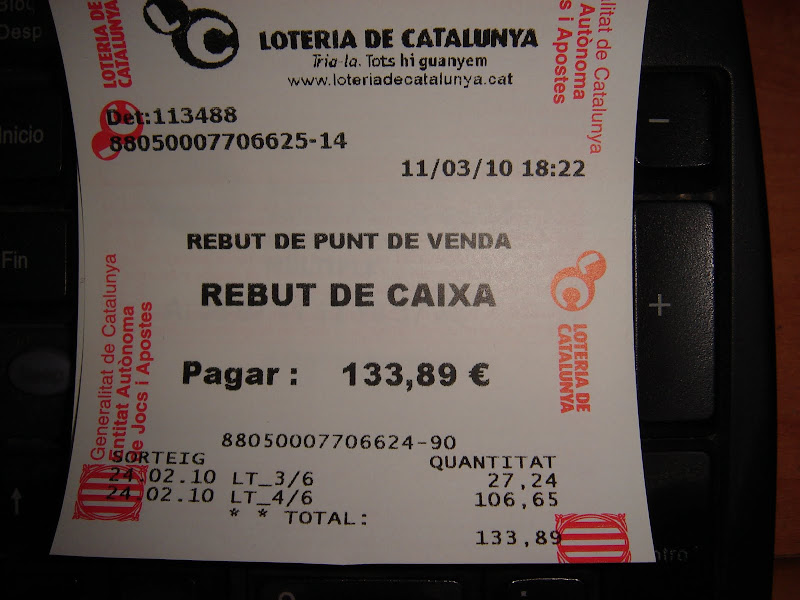 LOTERIA DE CATALUNYA
Tria-la. Tots hi guanyem
www.loteriadecatalunya.cat
LOTERIA DE
CATALUNYA
litat de Catalunya
Autònoma
s i Apostes
Det:113488
88050007706625-14
11/03/10 18:22
REBUT DE PUNT DE VENDA
REBUT DE CAIXA
Pagar : 133,89 €
Generalitat de Catalunya
Entitat Autònoma
de Jocs i Apostes
LOTERIA DE
CATALUNYA
88050007706624-90
SORTEIG QUANTITAT
24.02.10 LT_3/6 27,24
24.02.10 LT_4/6 106,65
* * TOTAL:
133,89
Inicio
Fin
+
−